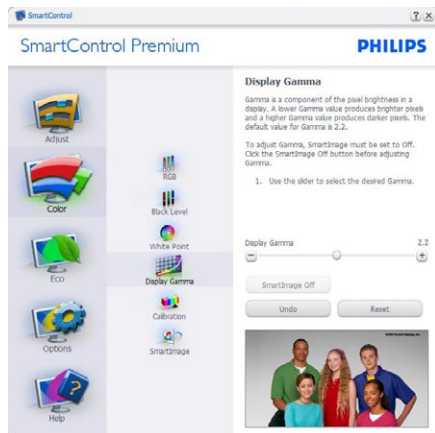 SmartControl
SmartControl Premium
PHILIPS
Adjust
Color
Eco
Options
Help
RGB
Black Level
White Point
Display Gamma
Calibration
SmartImage
Display Gamma
Gamma is a component of the pixel brightness in a
display. A lower Gamma value produces brighter pixels
and a higher Gamma value produces darker pixels. The
default value for Gamma is 2.2.
To adjust Gamma, SmartImage must be set to Off.
Click the SmartImage Off button before adjusting
Gamma.
1. Use the slider to select the desired Gamma.
Display Gamma 2.2
SmartImage Off
Undo Reset